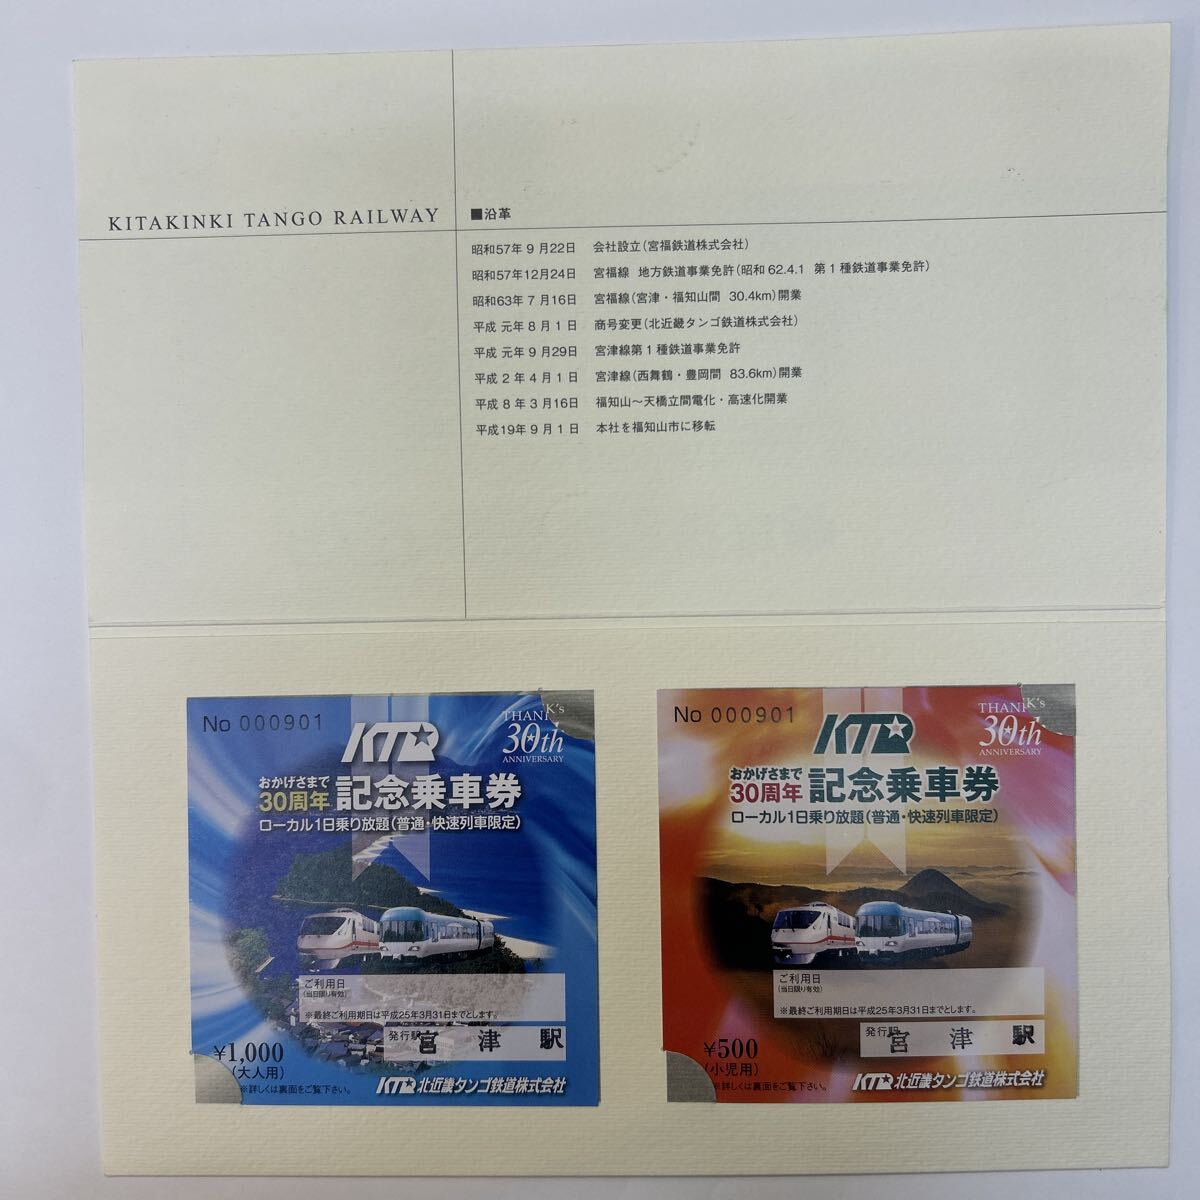 KITAKINKI TANGO RAILWAY
■沿革
昭和57年 9月22日 会社設立(宮福鉄道株式会社)
昭和57年12月24日 宮福線 地方鉄道事業免許(昭和62.4.1 第1種鉄道事業免許)
昭和63年 7月16日 宮福線(宮津・福知山間 30.4km)開業
平成 元年 8月 1日 商号変更(北近畿タンゴ鉄道株式会社)
平成 元年 9月29日 宮津線第1種鉄道事業免許
平成 2年 4月 1日 宮津線(西舞鶴・豊岡間 83.6km)開業
平成 8年 3月16日 福知山～天橋立間電化・高速化開業
平成19年 9月 1日 本社を福知山市に移転
No 000901
KTR
THANK's
30th
ANNIVERSARY
おかげさまで
30周年 記念乗車券
ローカル1日乗り放題(普通・快速列車限定)
ご利用日
(当日限り有効)
※最終ご利用期日は平成25年3月31日までとします。
発行駅 宮津駅
¥1,000
(大人用)
※詳しくは裏面をご覧下さい。
KTR 北近畿タンゴ鉄道株式会社
No 000901
KTR
THANK's
30th
ANNIVERSARY
おかげさまで
30周年 記念乗車券
ローカル1日乗り放題(普通・快速列車限定)
ご利用日
(当日限り有効)
※最終ご利用期日は平成25年3月31日までとします。
発行駅 宮津駅
¥500
(小児用)
※詳しくは裏面をご覧下さい。
KTR 北近畿タンゴ鉄道株式会社